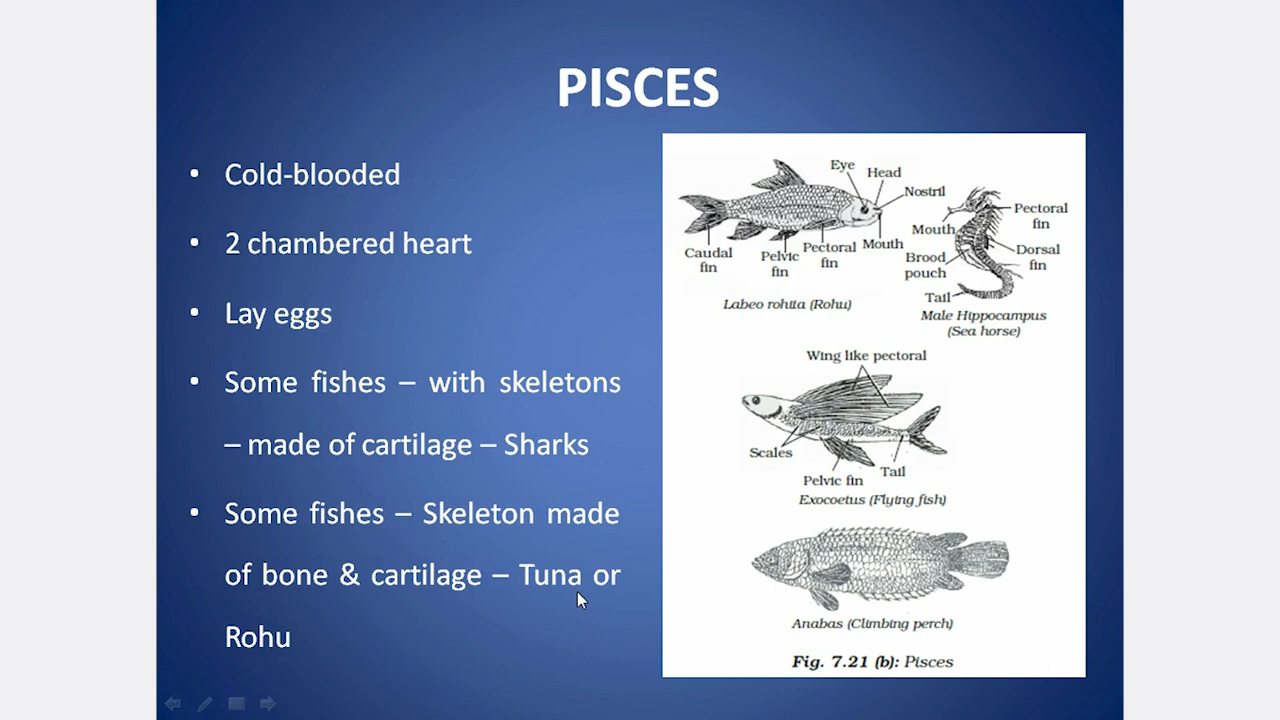 PISCES
• Cold-blooded
• 2 chambered heart
• Lay eggs
• Some fishes – with skeletons
– made of cartilage – Sharks
• Some fishes – Skeleton made
of bone & cartilage – Tuna or
Rohu
Eye
Head
Nostril
Mouth
Pectoral
fin
Pelvic
fin
Caudal
fin
Labeo rohita (Rohu)
Pectoral
fin
Mouth
Dorsal
fin
Brood
pouch
Tail
Male Hippocampus
(Sea horse)
Wing like pectoral
Scales
Tail
Pelvic fin
Exocoetus (Flying fish)
Anabas (Climbing perch)
Fig. 7.21 (b): Pisces